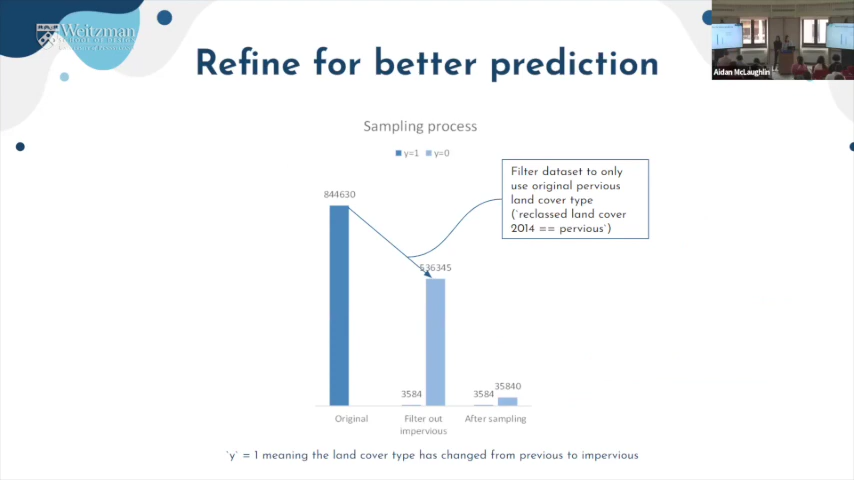 Weitzman
Refine for better prediction
Aidan McLaughlin
Sampling process
y=1 y=0
844630
536345
3584
3584
35840
Filter dataset to only
use original pervious
land cover type
(`reclassed land cover
2014 == pervious`)
Original
Filter out
impervious
After sampling
`y` = 1 meaning the land cover type has changed from previous to impervious